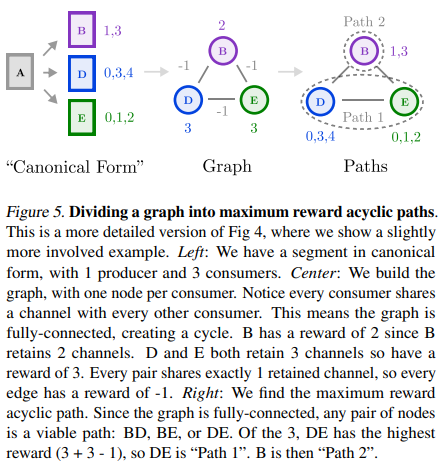 A
B 1,3
D 0,3,4
E 0,1,2
"Canonical Form"
2
B
-1 -1
D E
-1
3 3
Graph
Path 2
B 1,3
D E
Path 1
0,3,4 0,1,2
Paths
Figure 5. Dividing a graph into maximum reward acyclic paths.
This is a more detailed version of Fig 4, where we show a slightly
more involved example. Left: We have a segment in canonical
form, with 1 producer and 3 consumers. Center: We build the
graph, with one node per consumer. Notice every consumer shares
a channel with every other consumer. This means the graph is
fully-connected, creating a cycle. B has a reward of 2 since B
retains 2 channels. D and E both retain 3 channels so have a
reward of 3. Every pair shares exactly 1 retained channel, so every
edge has a reward of -1. Right: We find the maximum reward
acyclic path. Since the graph is fully-connected, any pair of nodes
is a viable path: BD, BE, or DE. Of the 3, DE has the highest
reward (3 + 3 - 1), so DE is "Path 1". B is then "Path 2".